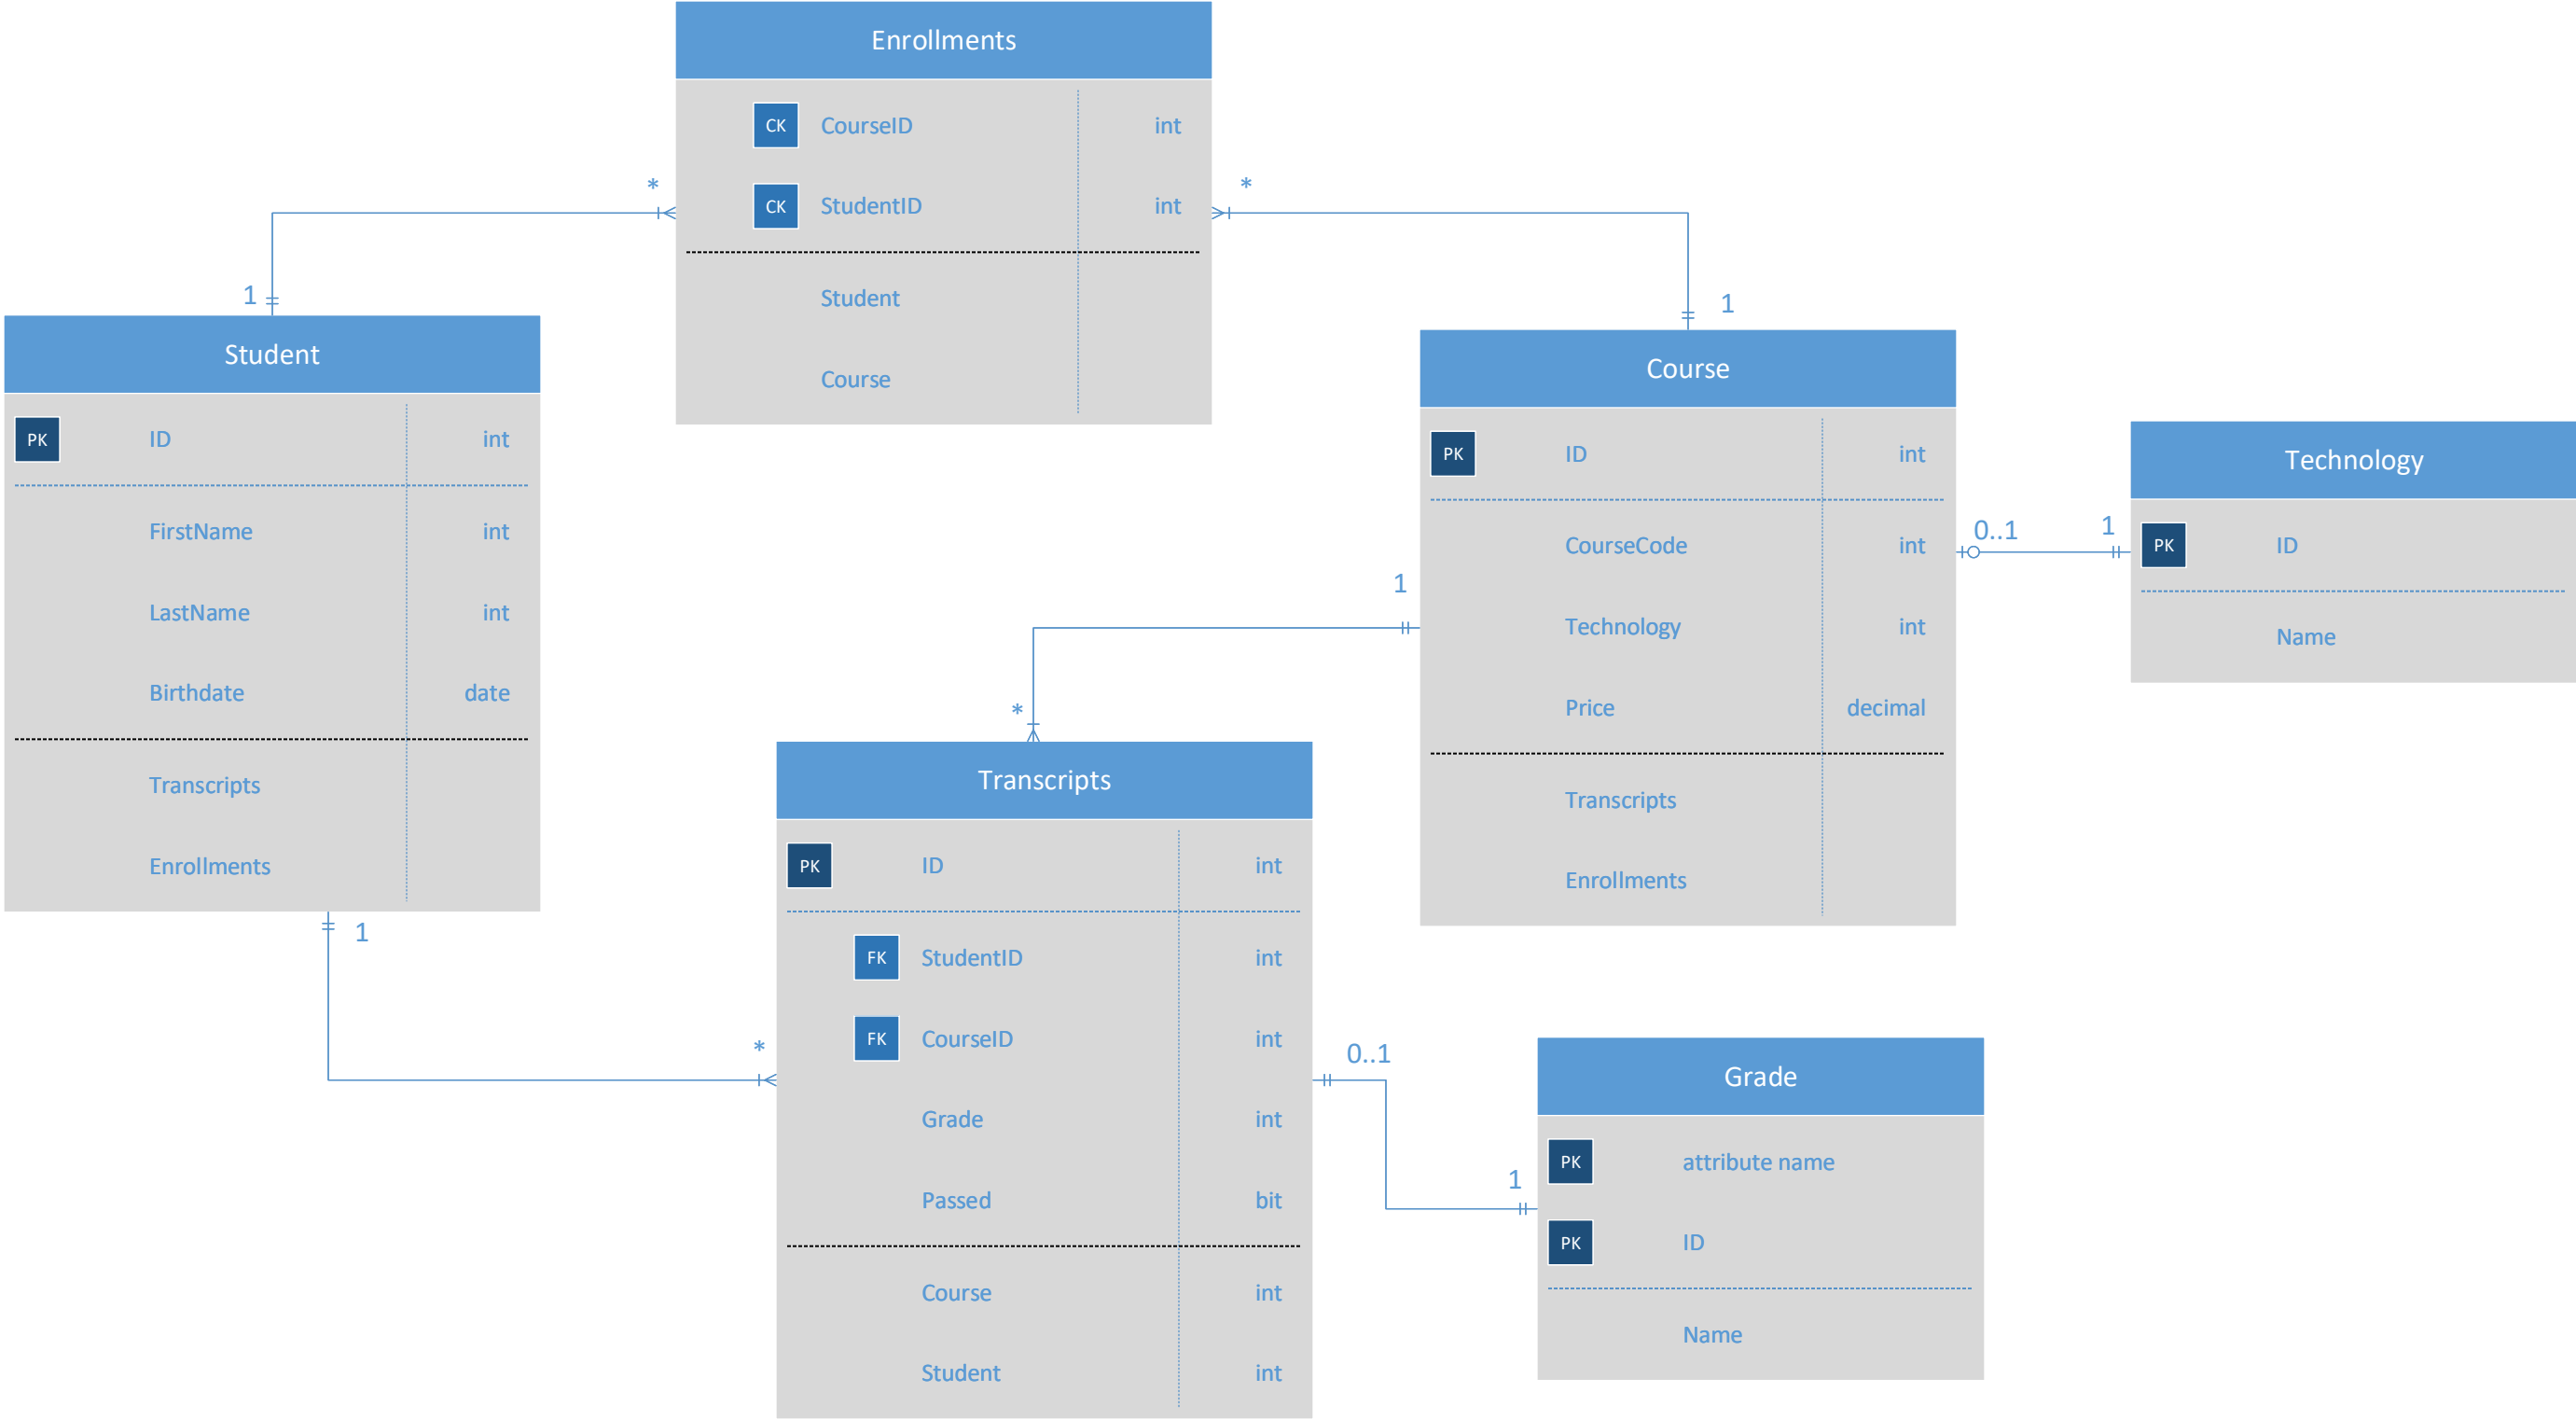 Enrollments
CK CourseID int
CK StudentID int
Student
Course
*
*
1
1
Student
PK ID int
FirstName int
LastName int
Birthdate date
Transcripts
Enrollments
1
*
Course
PK ID int
CourseCode int
Technology int
Price decimal
Transcripts
Enrollments
0..1
1
Technology
PK ID
Name
1
*
Transcripts
PK ID int
FK StudentID int
FK CourseID int
Grade int
Passed bit
Course int
Student int
0..1
1
Grade
PK attribute name
PK ID
Name